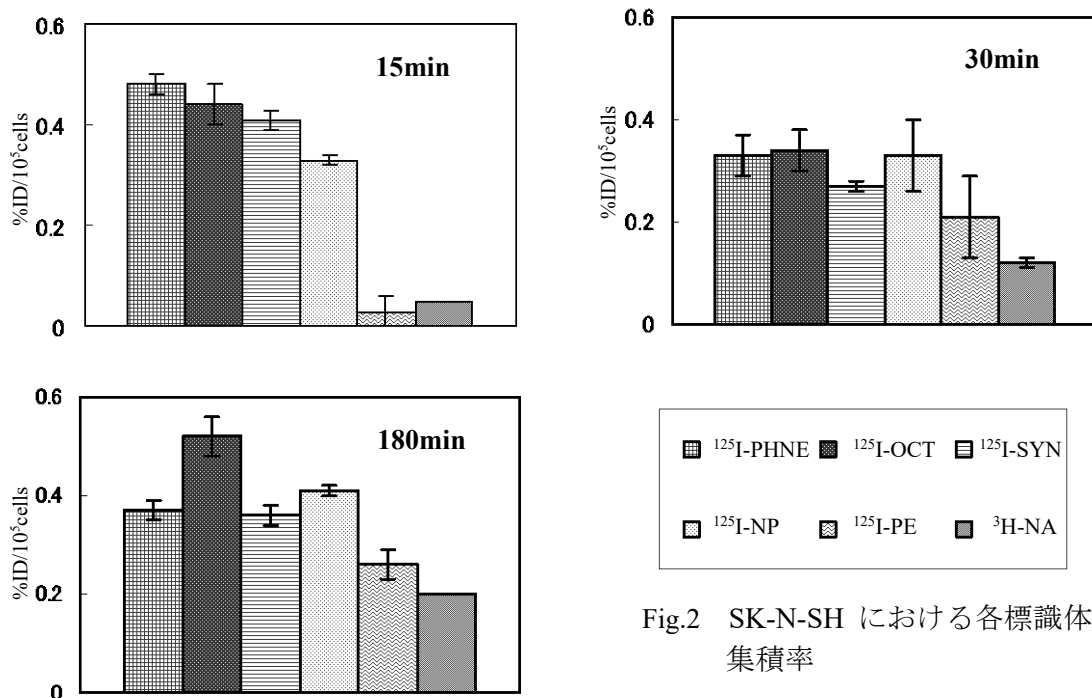 0.6
0.4
0.2
0
%ID/10⁵cells
15min
0.6
0.4
0.2
0
%ID/10⁵cells
30min
0.6
0.4
0.2
0
%ID/10⁵cells
180min
¹²⁵I-PHNE ¹²⁵I-OCT ¹²⁵I-SYN
¹²⁵I-NP ¹²⁵I-PE ³H-NA
Fig.2 SK-N-SH における各標識体
集積率